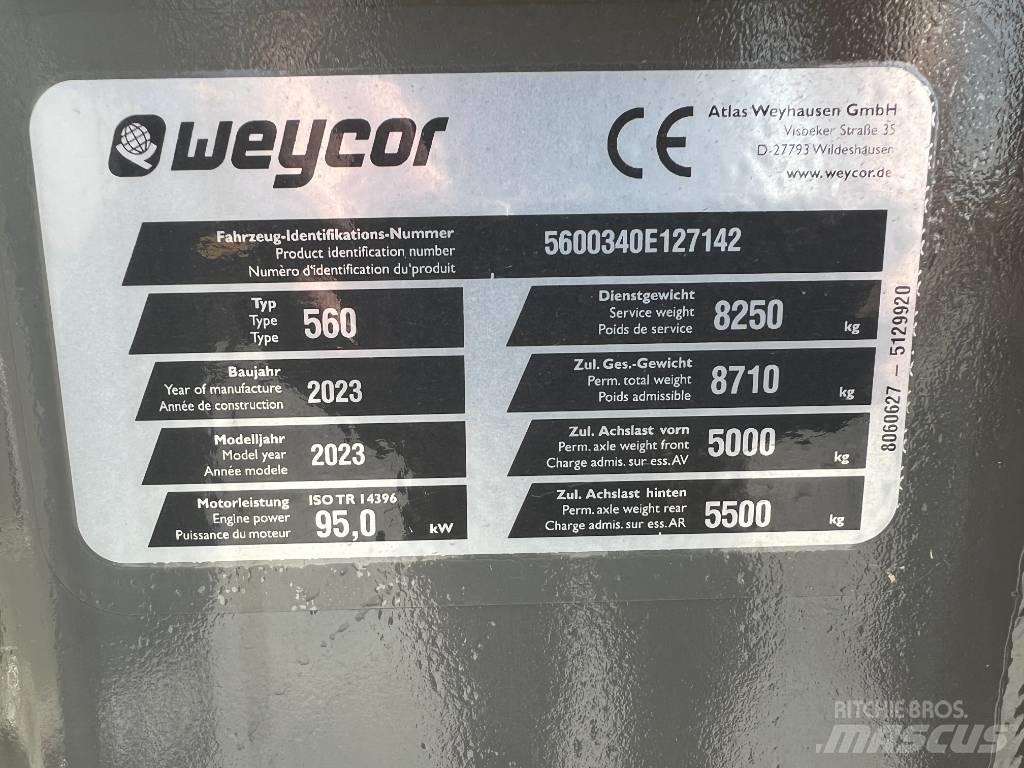 weycor
CE
Atlas Weyhausen GmbH
Visbeker Straße 35
D-27793 Wildeshausen
www.weycor.de
Fahrzeug-Identifikations-Nummer
Product identification number
Numèro d'identification du'produit
5600340E127142
Typ
Type
Type
560
Baujahr
Year of manufacture
Année de construction
2023
Modelljahr
Model year
Année modele
2023
Motorleistung
Engine power
Puissance du moteur
ISO TR 14396
95,0
kW
Dienstgewicht
Service weight
Poids de service
8250
kg
Zul. Ges.-Gewicht
Perm. total weight
Poids admissible
8710
kg
Zul. Achslast vorn
Perm. axle weight front
Charge admis. sur ess. AV
5000
kg
Zul. Achslast hinten
Perm. axle weight rear
Charge admis. sur ess. AR
5500
kg
8060627 – 5129920
RITCHIE BROS.
MASCUS